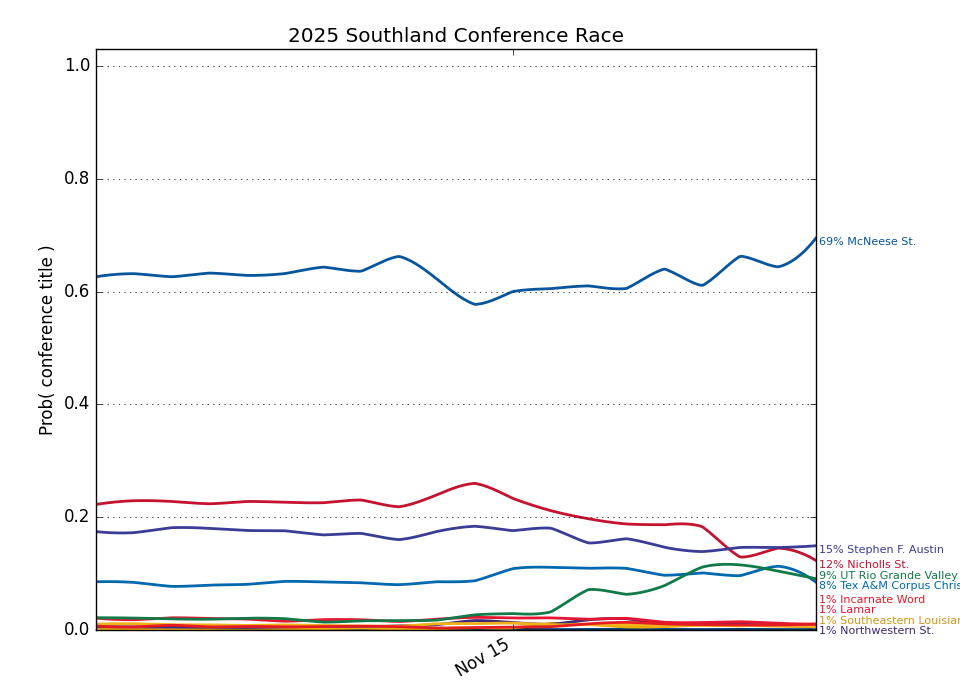 2025 Southland Conference Race
Prob( conference title )
1.0
0.8
0.6
0.4
0.2
0.0
Nov 15
69% McNeese St.
15% Stephen F. Austin
12% Nicholls St.
9% UT Rio Grande Valley
8% Tex A&M Corpus Chris
1% Incarnate Word
1% Lamar
1% Southeastern Louisian
1% Northwestern St.